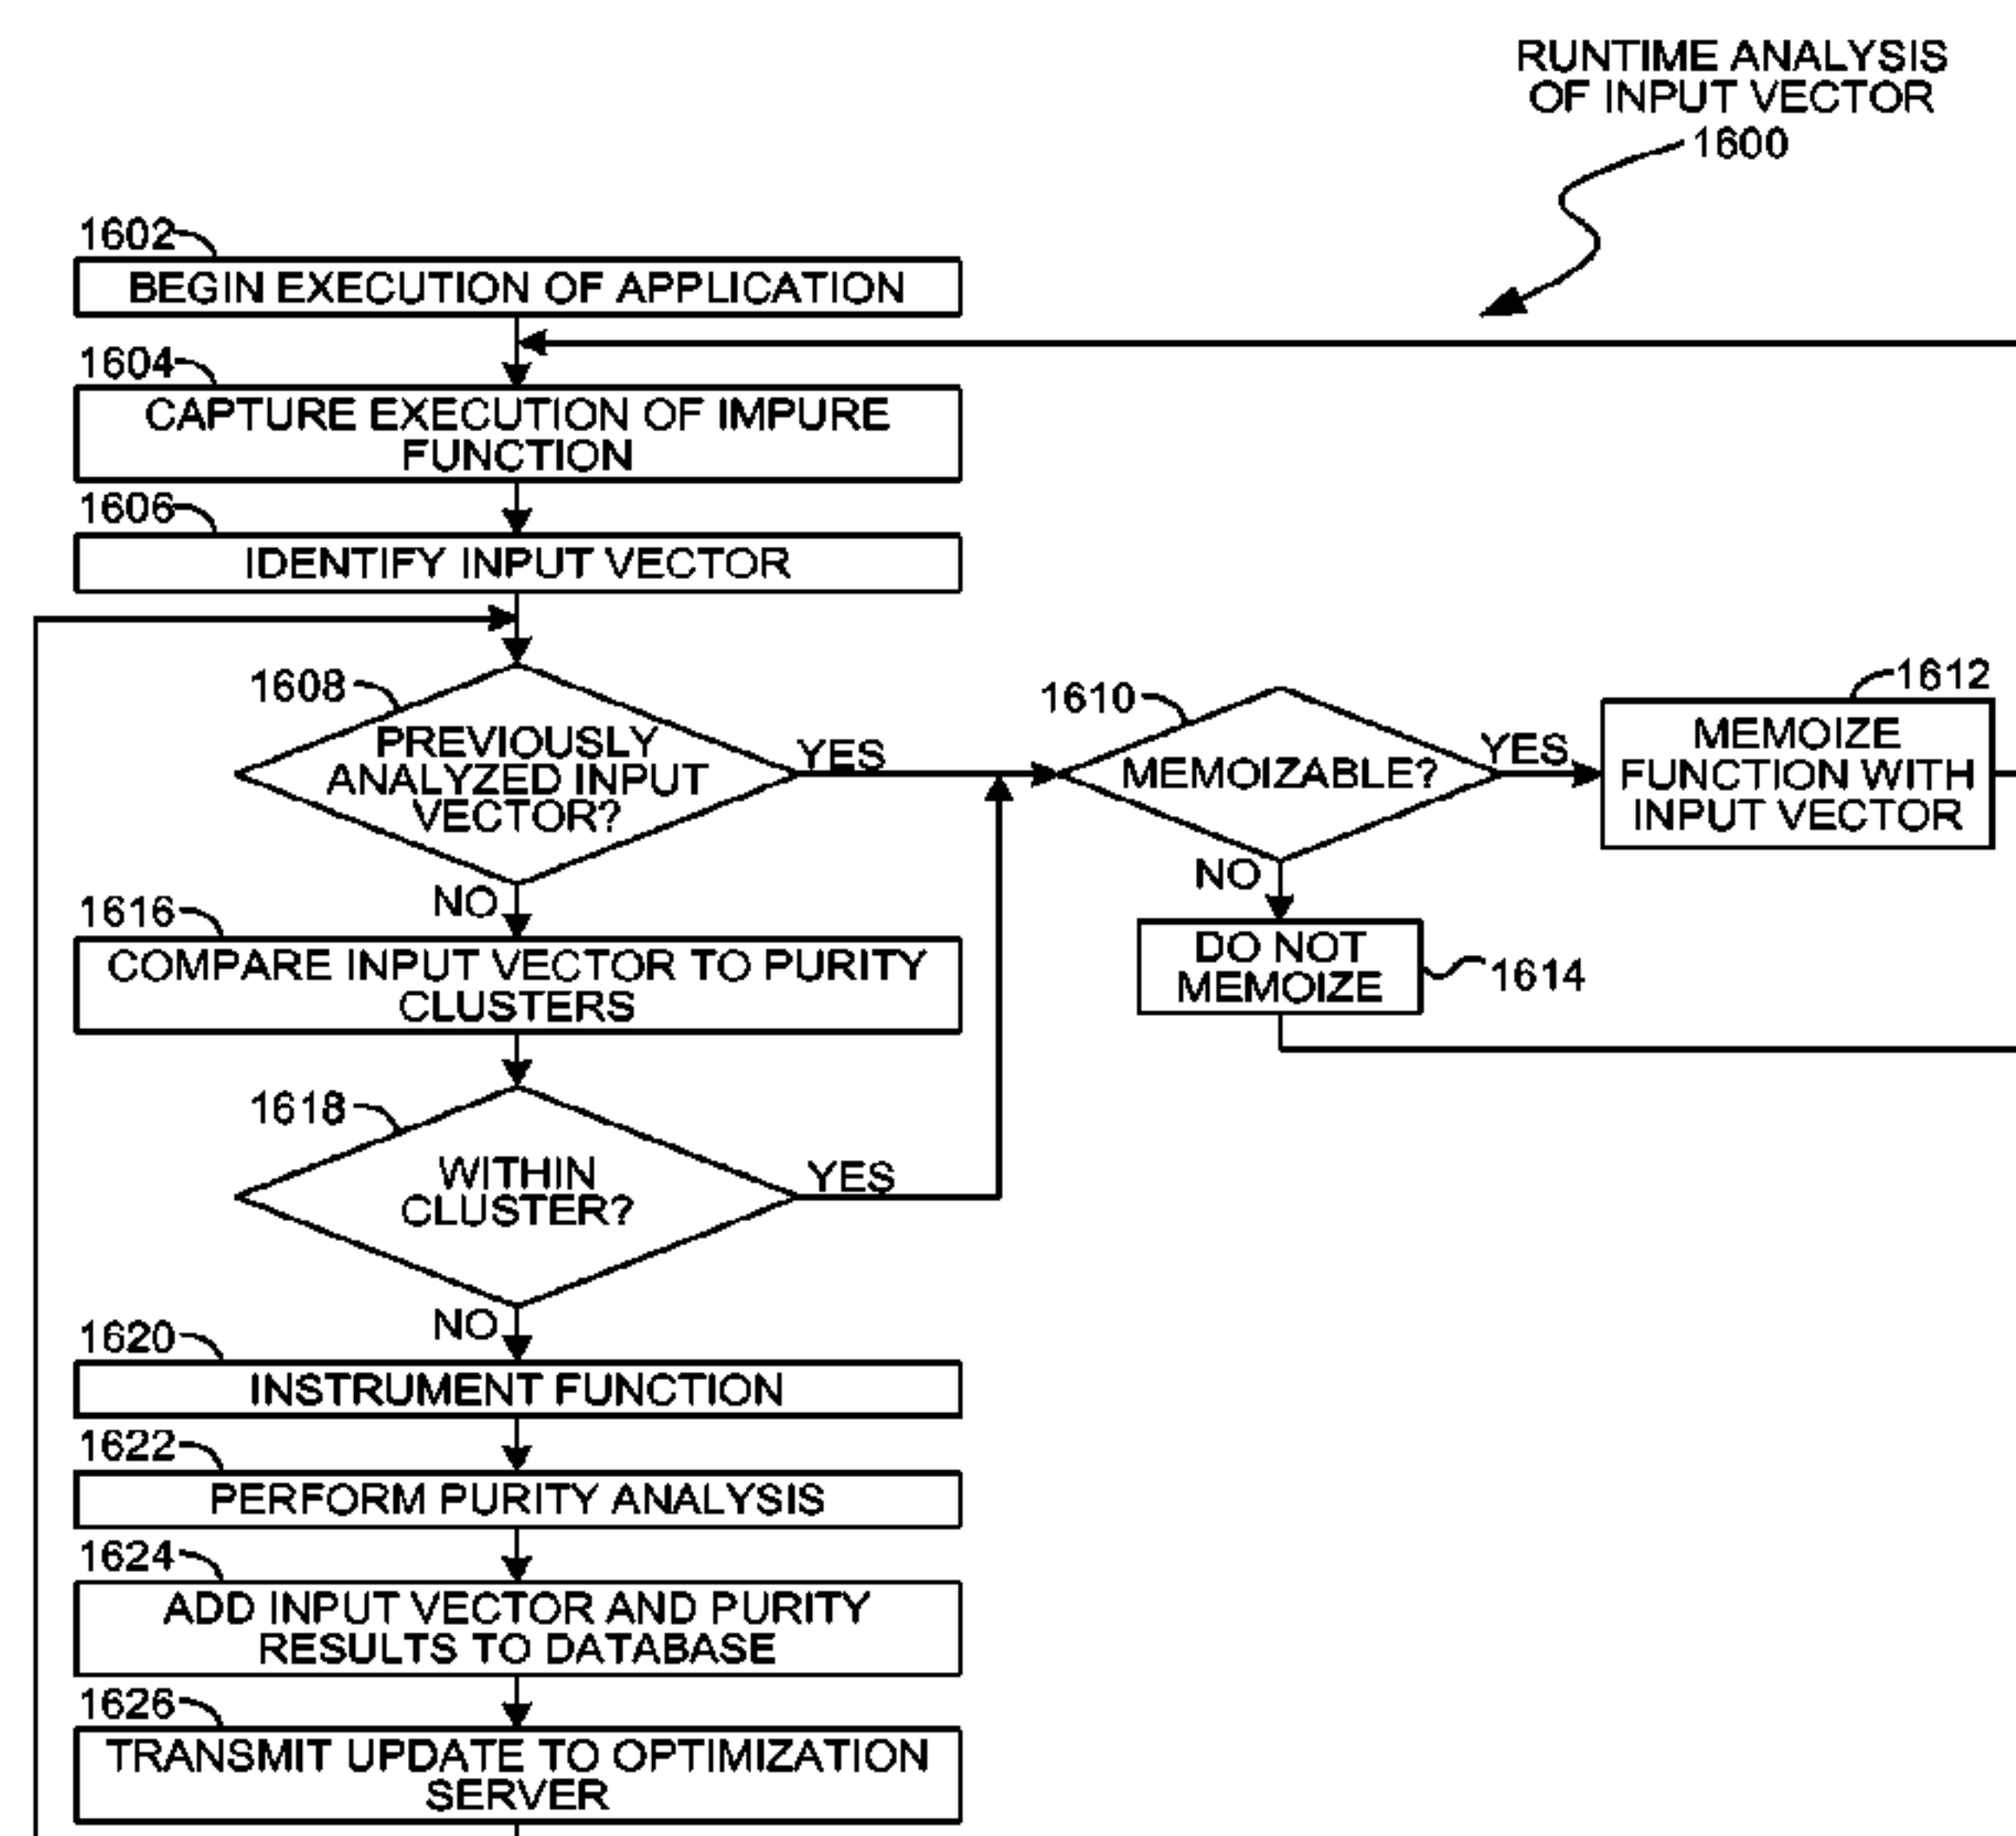 RUNTIME ANALYSIS
OF INPUT VECTOR
1600
1602
BEGIN EXECUTION OF APPLICATION
1604
CAPTURE EXECUTION OF IMPURE
FUNCTION
1606
IDENTIFY INPUT VECTOR
1608
PREVIOUSLY
ANALYZED INPUT
VECTOR?
YES
NO
1610
MEMOIZABLE?
YES
NO
1612
MEMOIZE
FUNCTION WITH
INPUT VECTOR
DO NOT
MEMOIZE
1614
1616
COMPARE INPUT VECTOR TO PURITY
CLUSTERS
1618
WITHIN
CLUSTER?
YES
NO
1620
INSTRUMENT FUNCTION
1622
PERFORM PURITY ANALYSIS
1624
ADD INPUT VECTOR AND PURITY
RESULTS TO DATABASE
1626
TRANSMIT UPDATE TO OPTIMIZATION
SERVER